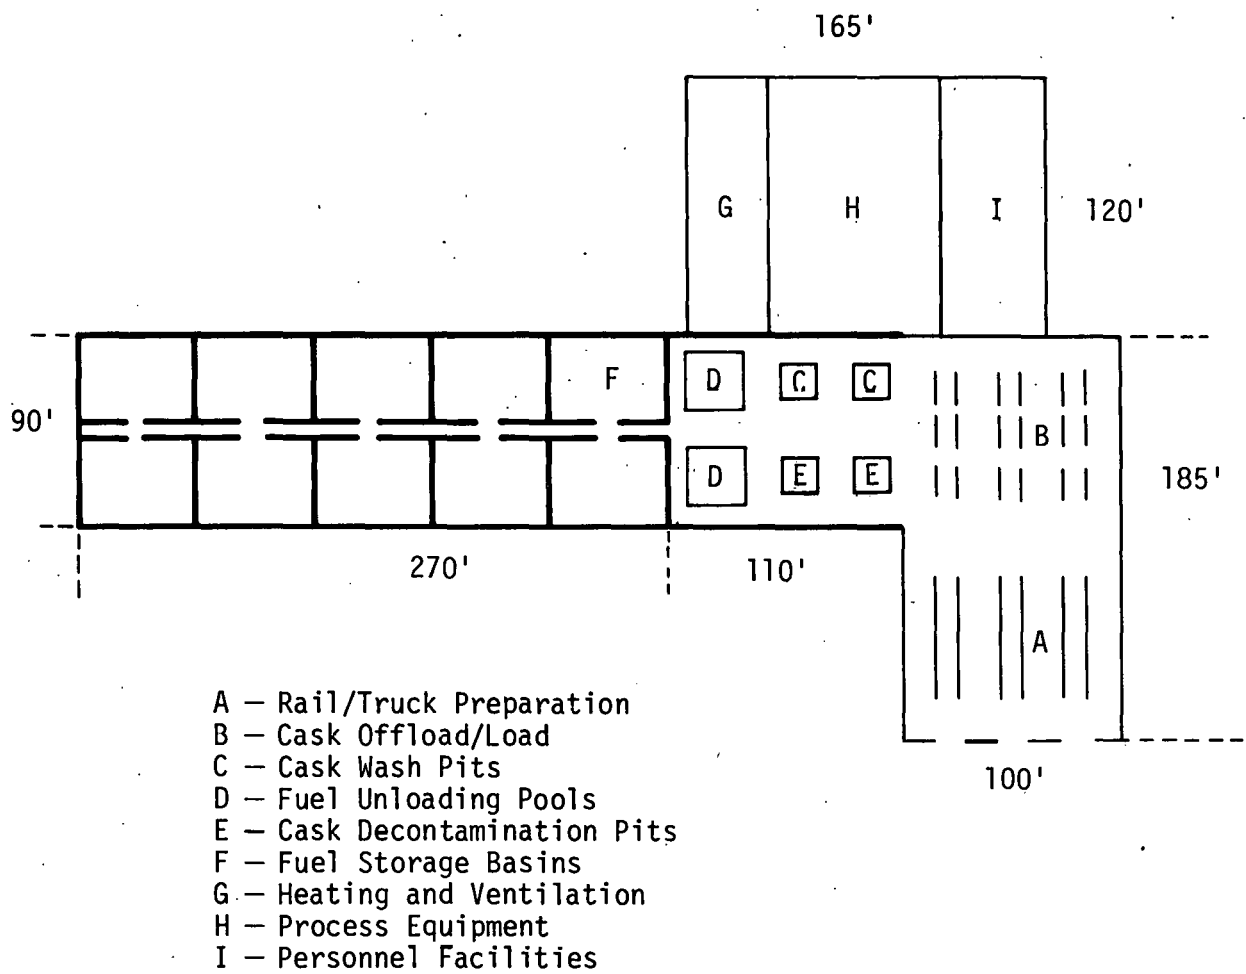 165'
G H I 120'
F D C C
90' B
D E E 185'
270' 110'
A
A — Rail/Truck Preparation
B — Cask Offload/Load
C — Cask Wash Pits
D — Fuel Unloading Pools
E — Cask Decontamination Pits
F — Fuel Storage Basins
G — Heating and Ventilation
H — Process Equipment
I — Personnel Facilities
100'